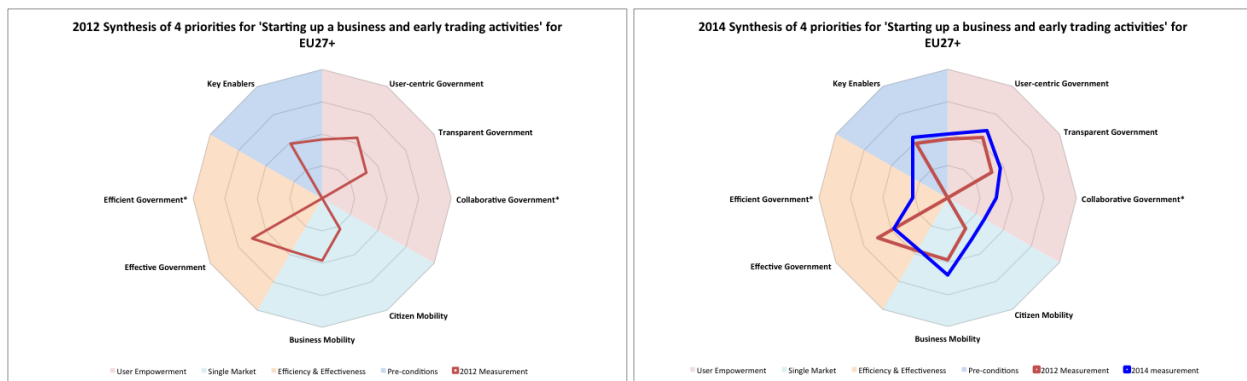 2012 Synthesis of 4 priorities for 'Starting up a business and early trading activities' for
EU27+
Key Enablers
User-centric Government
Transparent Government
Efficient Government*
Collaborative Government*
Effective Government
Citizen Mobility
Business Mobility
User Empowerment
Single Market
Efficiency & Effectiveness
Pre-conditions
2012 Measurement
2014 Synthesis of 4 priorities for 'Starting up a business and early trading activities' for
EU27+
Key Enablers
User-centric Government
Transparent Government
Efficient Government*
Collaborative Government*
Effective Government
Citizen Mobility
Business Mobility
User Empowerment
Single Market
Efficiency & Effectiveness
Pre-conditions
2012 Measurement
2014 measurement